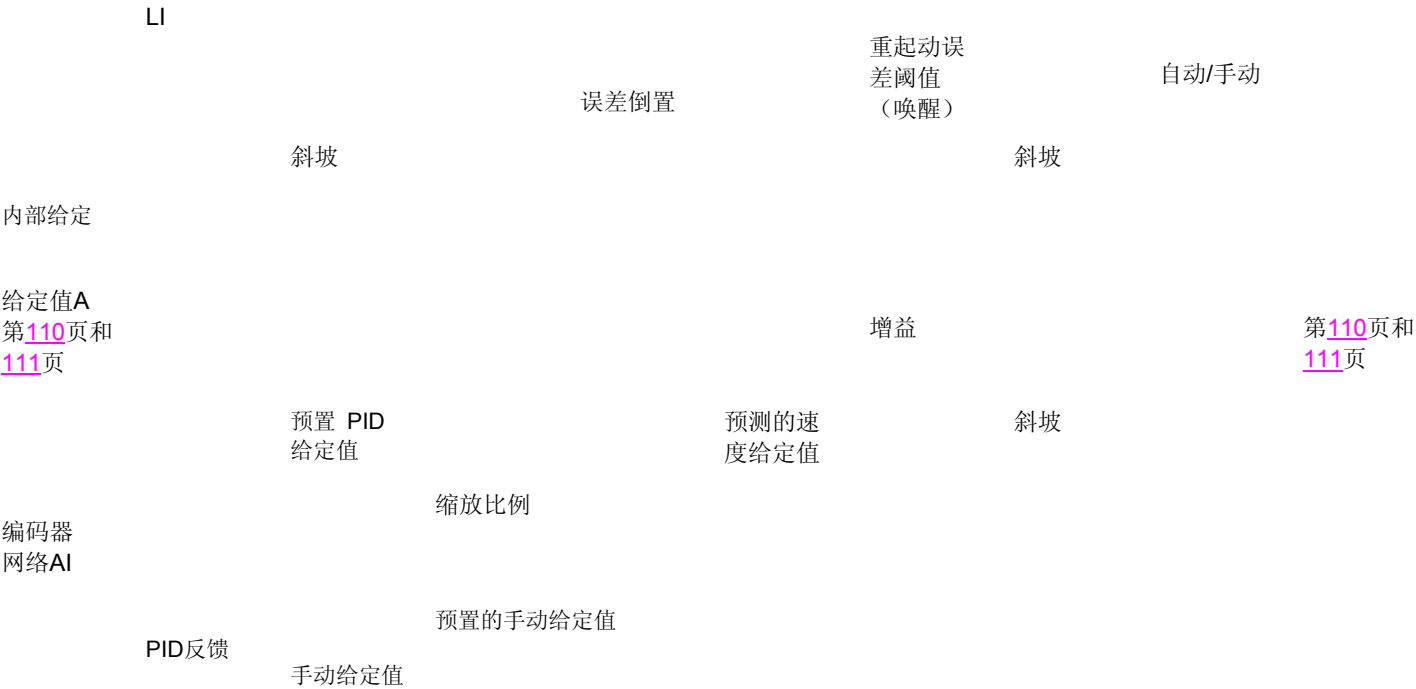 LI
重起动误
差阈值
（唤醒）
自动/手动
误差倒置
斜坡
斜坡
内部给定
给定值A
第110页和
111页
增益
第110页和
111页
预置 PID
给定值
预测的速
度给定值
斜坡
缩放比例
编码器
网络AI
预置的手动给定值
PID反馈
手动给定值